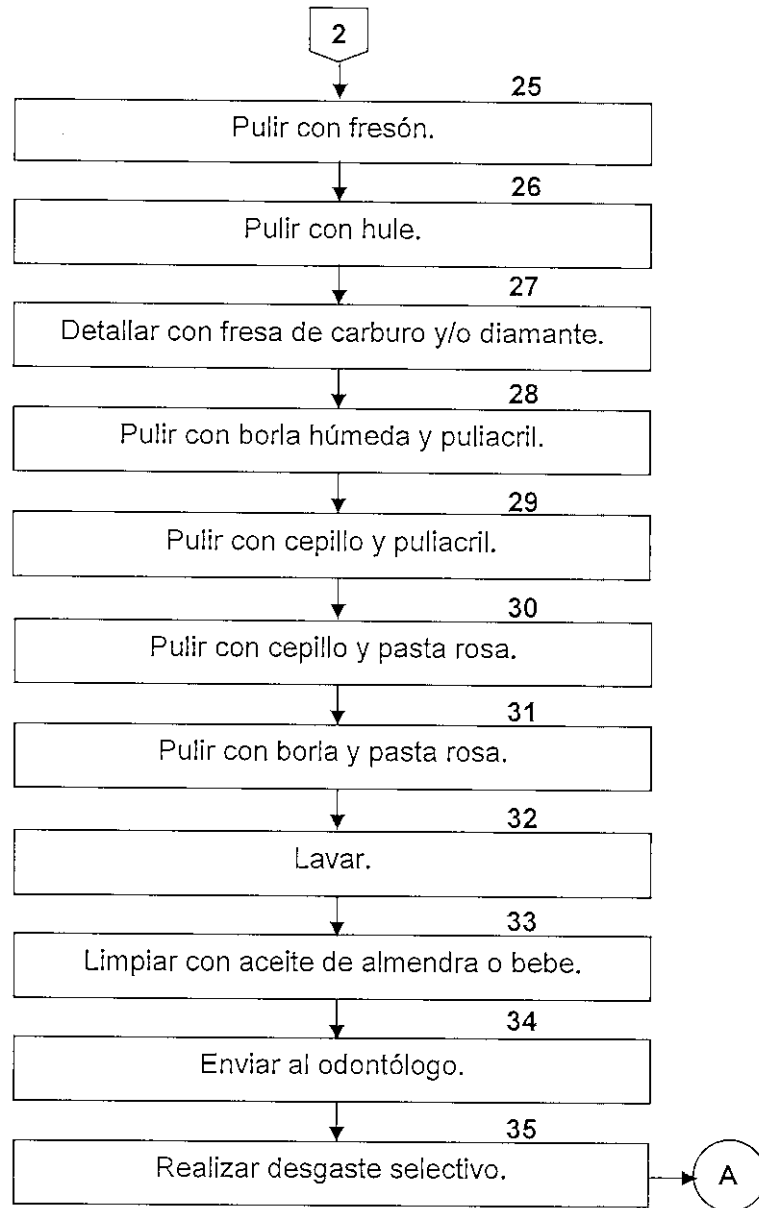 2
25
Pulir con fresón.
26
Pulir con hule.
27
Detallar con fresa de carburo y/o diamante.
28
Pulir con borla húmeda y puliacril.
29
Pulir con cepillo y puliacril.
30
Pulir con cepillo y pasta rosa.
31
Pulir con borla y pasta rosa.
32
Lavar.
33
Limpiar con aceite de almendra o bebe.
34
Enviar al odontólogo.
35
Realizar desgaste selectivo.
A